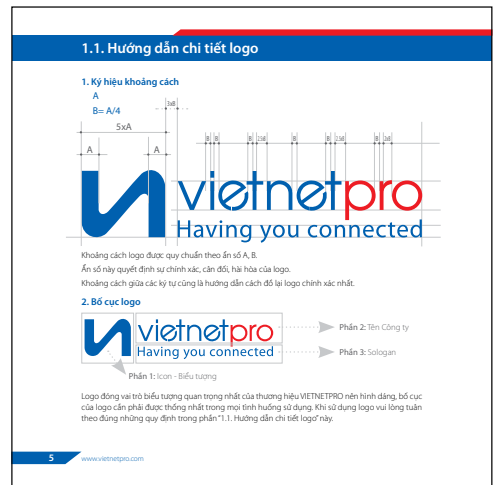 1.1. Hướng dẫn chi tiết logo
1. Ký hiệu khoảng cách
A
B= A/4
3xB
5xA
A
A
B
B
B
B
2.5B
B
B
B
2.5B
B
B
2xB
vietnetpro
Having you connected
Khoảng cách logo được quy chuẩn theo ẩn số A, B.
Ẩn số này quyết định sự chính xác, cân đối, hài hòa của logo.
Khoảng cách giữa các ký tự cũng là hướng dẫn cách đồ lại logo chính xác nhất.
2. Bố cục logo
vietnetpro
Having you connected
Phần 2: Tên Công ty
Phần 3: Sologan
Phần 1: Icon - Biểu tượng
Logo đóng vai trò biểu tượng quan trọng nhất của thương hiệu VIETNETPRO nên hình dáng, bố cục
của logo cần phải được thống nhất trong mọi tình huống sử dụng. Khi sử dụng logo vui lòng tuân
theo đúng những quy định trong phần "1.1. Hướng dẫn chi tiết logo" này.
5
www.vietnetpro.com